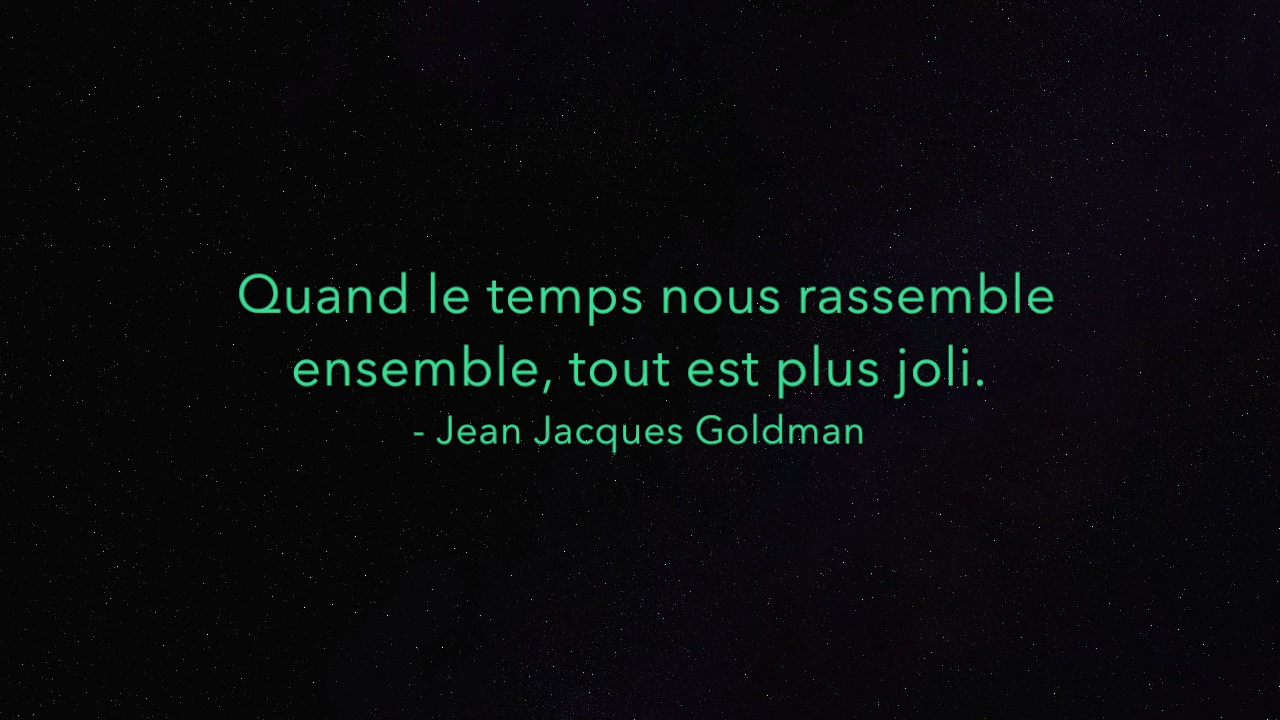 Quand le temps nous rassemble
ensemble, tout est plus joli.
- Jean Jacques Goldman